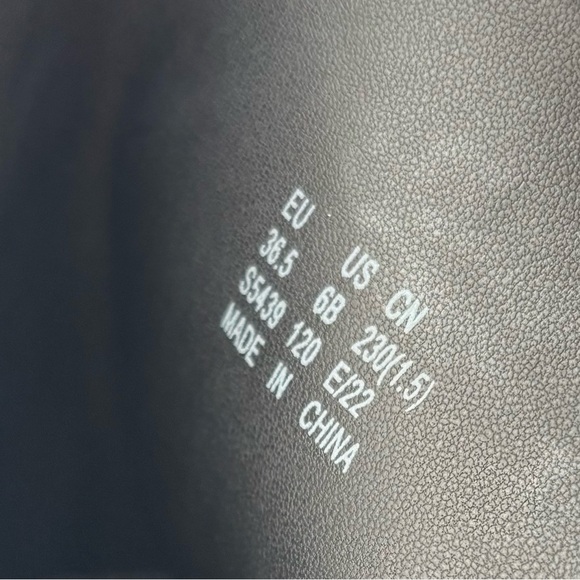 EU US CN
36.5 6B 230(1.5)
S5439 120 E/22
MADE IN CHINA